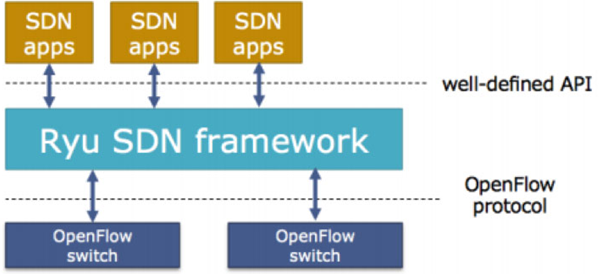 SDN
apps
SDN
apps
SDN
apps
well-defined API
Ryu SDN framework
OpenFlow
protocol
OpenFlow
switch
OpenFlow
switch